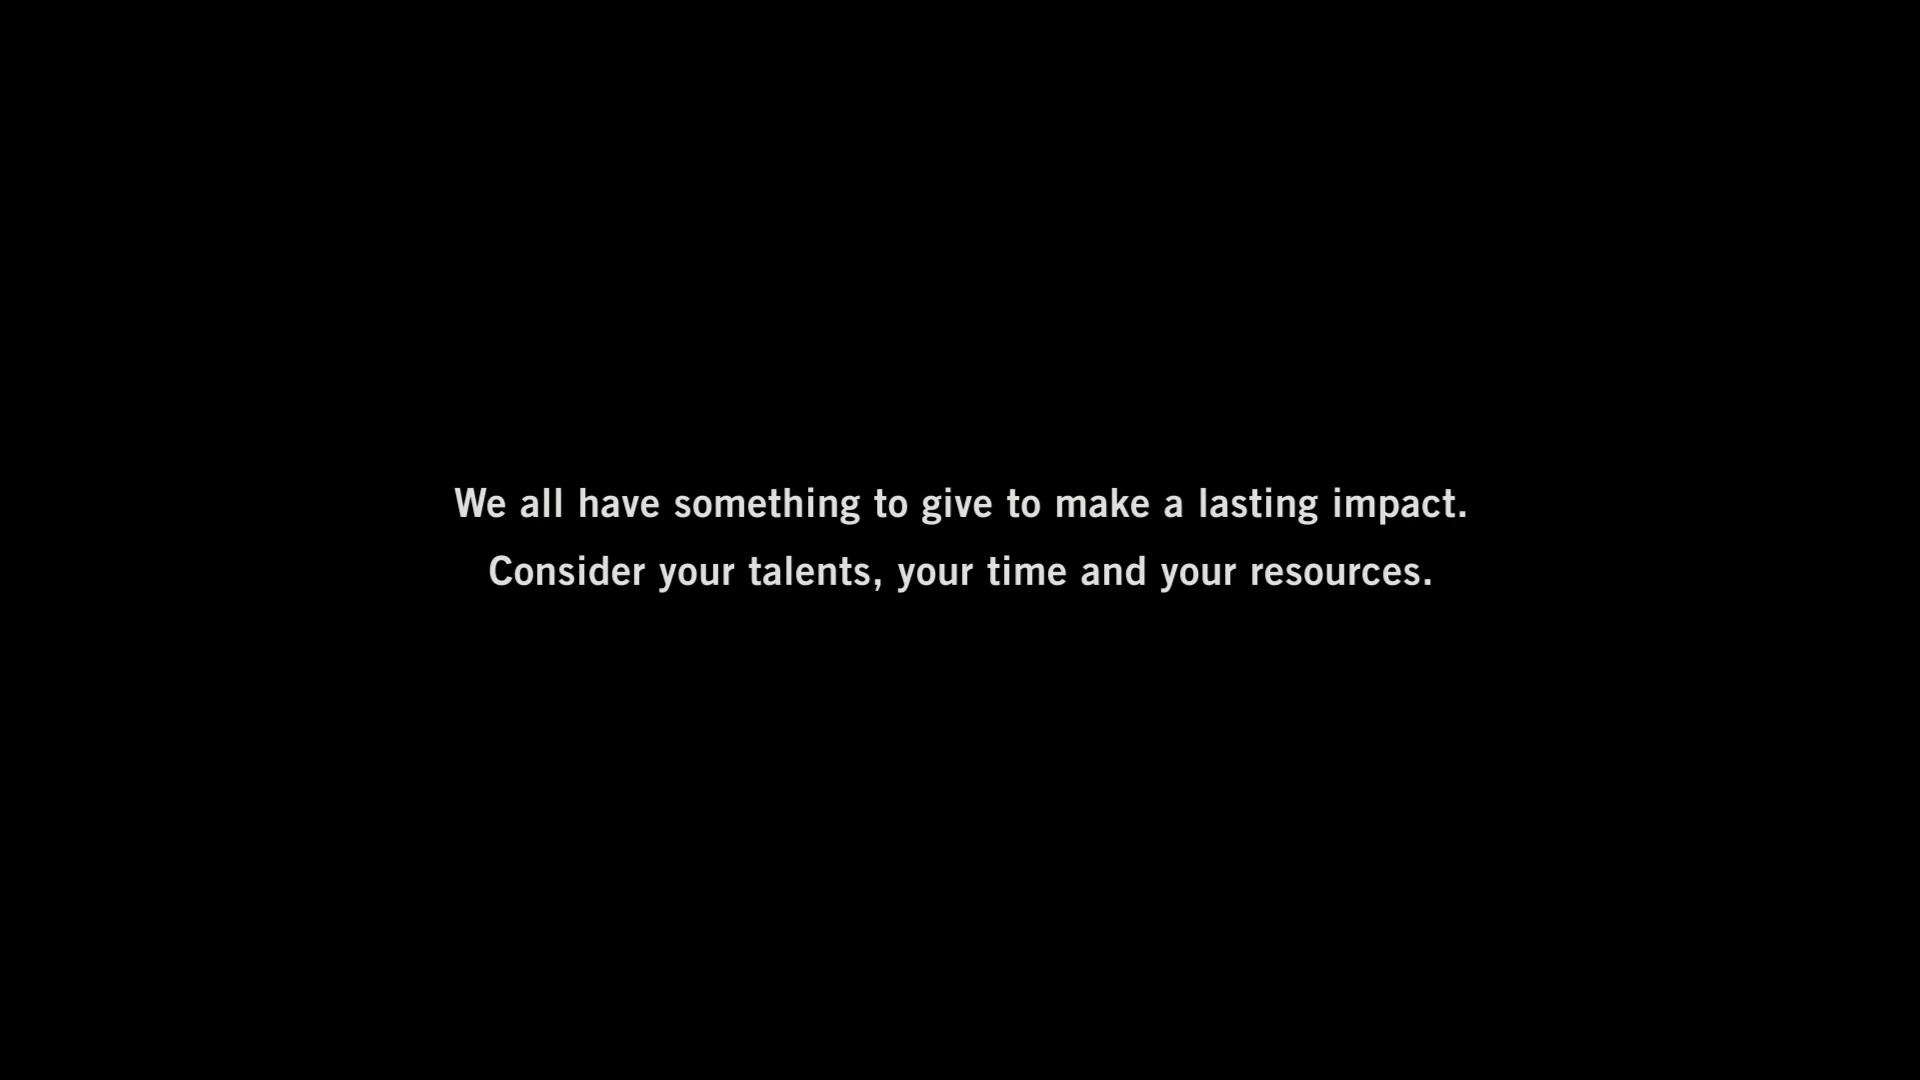 We all have something to give to make a lasting impact.
Consider your talents, your time and your resources.